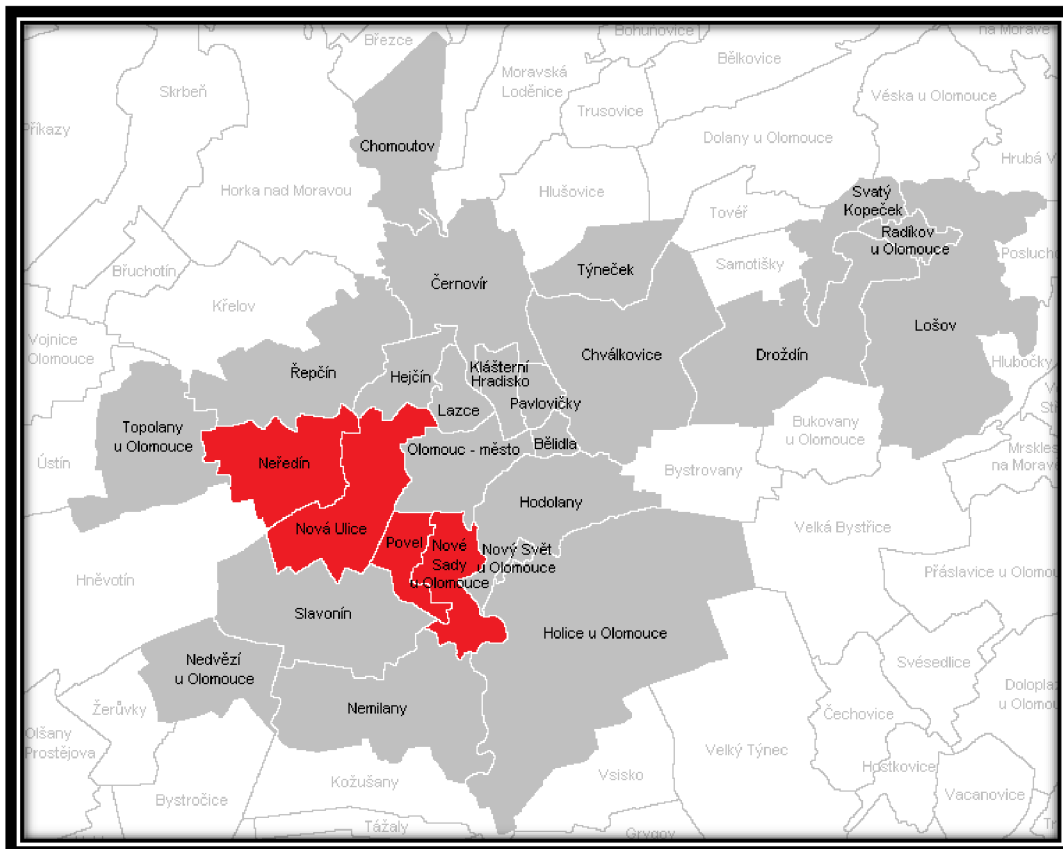 Březce
Bohuňovice
na Moravě
Skrbeň
Moravská
Loděnice
Bělkovice
Trusovice
Véska u Olomouce
Příkazy
Chomoutov
Dolany u Olomouce
Hrubá V
Horka nad Moravou
Hlušovice
Svatý
Kopeček
Tovéř
Radíkov
u Olomouce
Břuchotín
Týneček
Samotišky
Posluchc
Černovír
Křelov
Vojnice
Olomouce
Lošov
Chválkovice
Droždín
Hlubočky
Řepčín
Hejčín
Klášterní
Hradisko
Lazce
Pavlovičky
Topolany
u Olomouce
Bukovany
u Olomouce
Mrskles
na Morav
Olomouc - město
Bělidla
Ústín
Neředín
Bystrovany
Hodolany
Nová Ulice
Povel
Nové
Sady
u Olomouce
Nový Svět
u Olomouce
Velká Bystřice
Hněvotín
Přáslavice u Olomou
Slavonín
Holice u Olomouce
Nedvězí
u Olomouce
Svésedlice
Žerůvky
Nemilany
Doloplaz
u Olomou
Čechovice
Olšany
Prostějova
Velký Týnec
Hostkovice
Kožušany
Vsisko
Bystročice
Vacanovice
Tážaly
Grygov